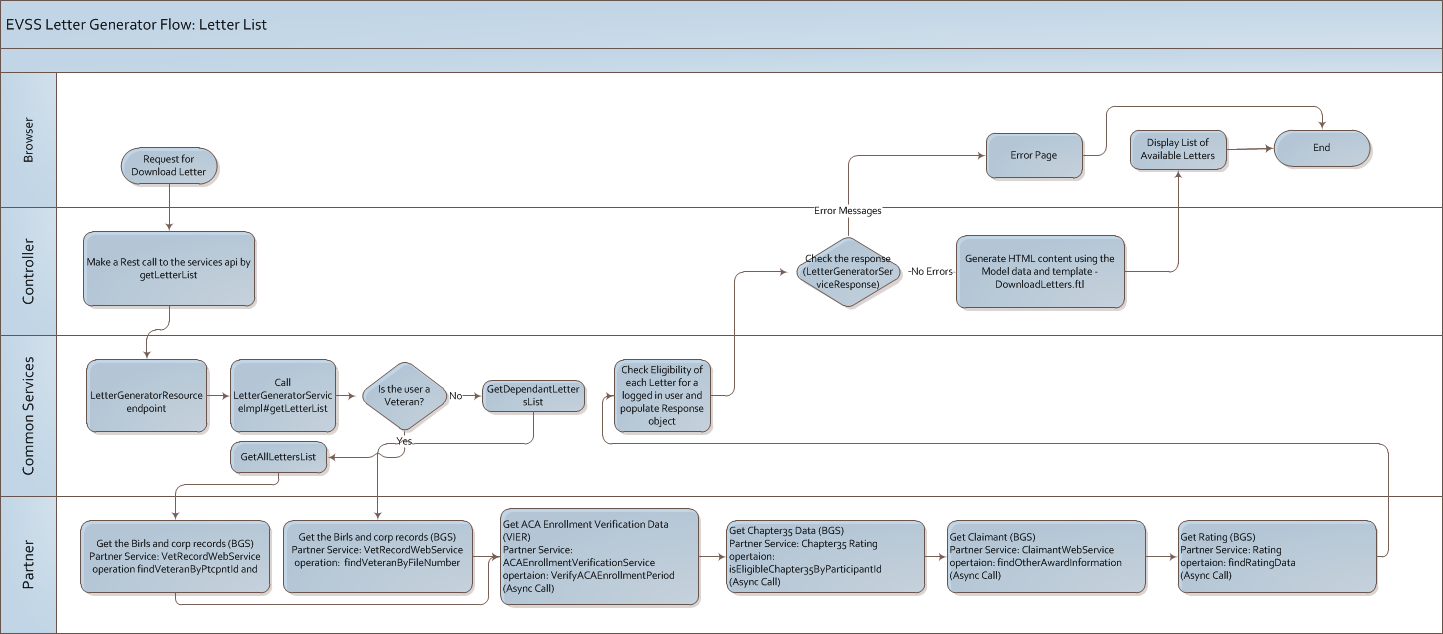 EVSS Letter Generator Flow: Letter List
Browser
Request for
Download Letter
Error Page
Display List of
Available Letters
End
Error Messages
Controller
Make a Rest call to the services api by
getLetterList
Check the response
(LetterGeneratorSer
viceResponse)
No Errors
Generate HTML content using the
Model data and template -
DownloadLetters.ftl
Common Services
LetterGeneratorResource
endpoint
Call
LetterGeneratorServic
eImpl#getLetterList
Is the user a
Veteran?
No
GetDependantLetter
sList
Check Eligibility of
each Letter for a
logged in user and
populate Response
object
Yes
GetAllLettersList
Partner
Get the Birls and corp records (BGS)
Partner Service: VetRecordWebService
operation findVeteranByPtcpntId and
Get the Birls and corp records (BGS)
Partner Service: VetRecordWebService
operation: findVeteranByFileNumber
Get ACA Enrollment Verification Data
(VIER)
Partner Service:
ACAEnrollmentVerificationService
opertaion: VerifyACAEnrollmentPeriod
(Async Call)
Get Chapter35 Data (BGS)
Partner Service: Chapter35 Rating
opertaion:
isEligibleChapter35ByParticipantId
(Async Call)
Get Claimant (BGS)
Partner Service: ClaimantWebService
opertaion: findOtherAwardInformation
(Async Call)
Get Rating (BGS)
Partner Service: Rating
opertaion: findRatingData
(Async Call)